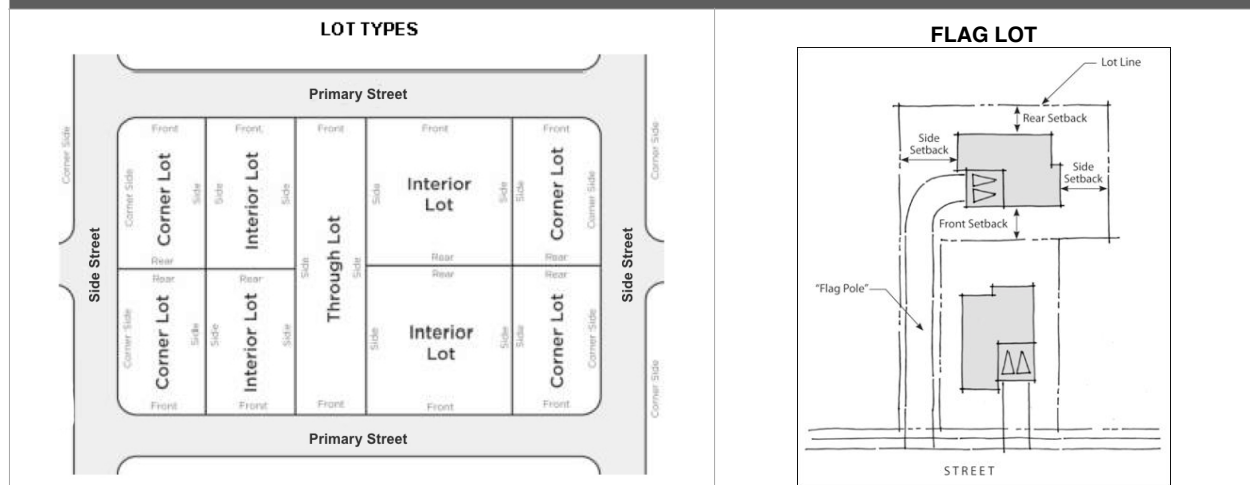 LOT TYPES
Primary Street
Corner Side
Corner Side
Front
Front
Front
Front
Front
Corner Side
Corner Lot
Side
Side
Interior Lot
Side
Side
Through Lot
Side
Side
Interior
Lot
Side
Side
Corner Lot
Corner Side
Rear
Rear
Rear
Side Street
Side Street
Rear
Rear
Rear
Rear
Corner Side
Corner Lot
Side
Side
Interior Lot
Side
Side
Interior
Lot
Side
Side
Corner Lot
Corner Side
Corner Side
Front
Front
Front
Front
Front
Primary Street
FLAG LOT
Lot Line
Rear Setback
Side
Setback
Side
Setback
Front Setback
"Flag Pole"
STREET